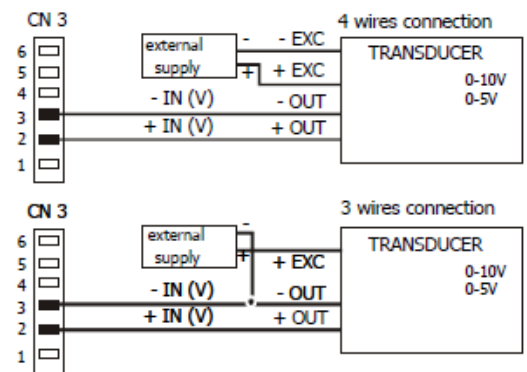 CN 3
4 wires connection
external supply
- - EXC
+ + EXC
TRANSDUCER
0-10V
0-5V
6
5
4
3
2
1
- IN (V) - OUT
+ IN (V) + OUT
CN 3
3 wires connection
external supply
-
+ + EXC
TRANSDUCER
0-10V
0-5V
6
5
4
3
2
1
- IN (V) - OUT
+ IN (V) + OUT